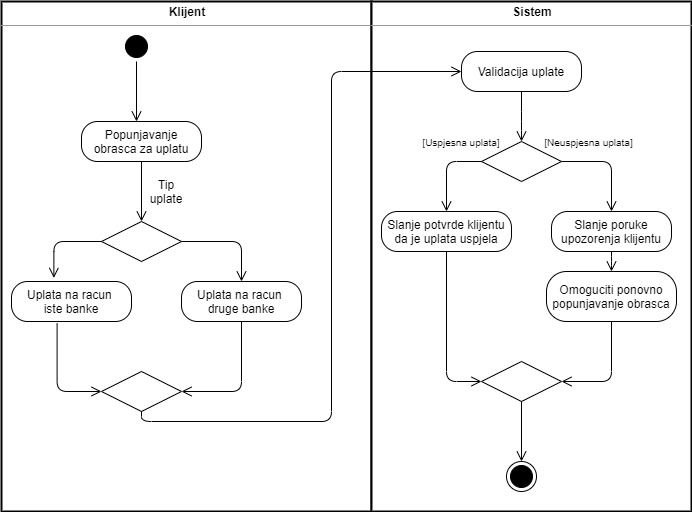 Klijent
Sistem
Popunjavanje
obrasca za uplatu
Tip
uplate
Uplata na racun
iste banke
Uplata na racun
druge banke
Validacija uplate
[Uspjesna uplata]
[Neuspjesna uplata]
Slanje potvrde klijentu
da je uplata uspjela
Slanje poruke
upozorenja klijentu
Omoguciti ponovno
popunjavanje obrasca